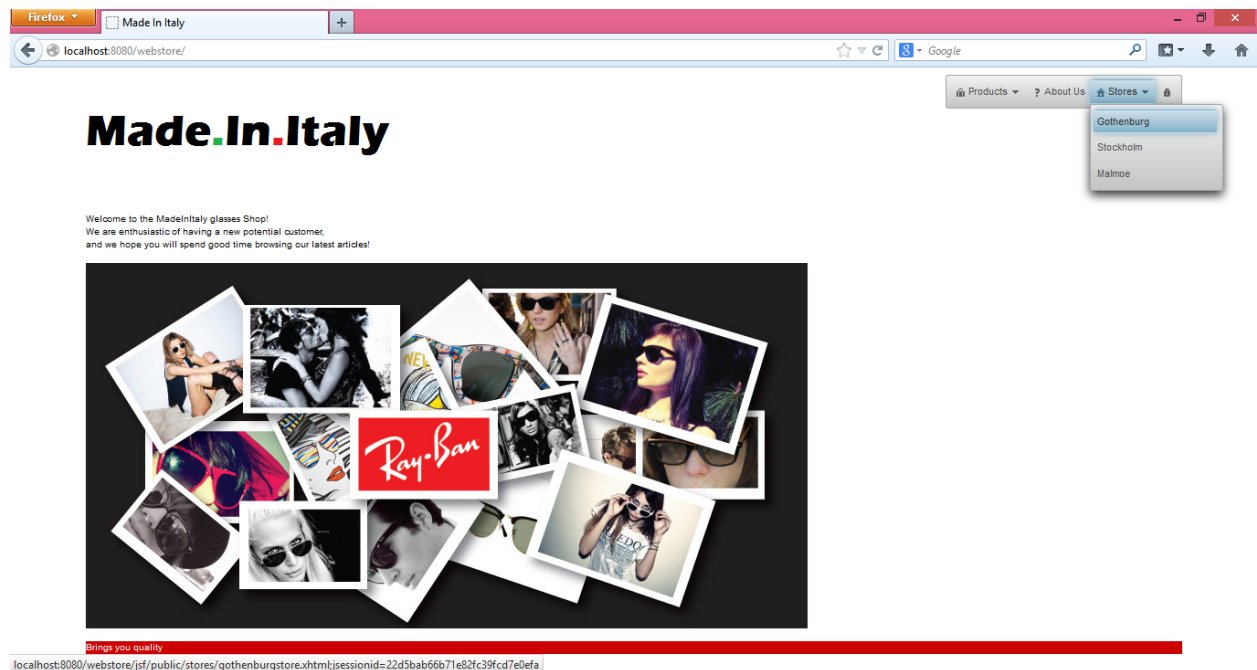 Firefox
Made In Italy
localhost:8080/webstore/
Google
Products
? About Us
Stores
Gothenburg
Stockholm
Malmoe
Made.In.Italy
Welcome to the MadeInItaly glasses Shop!
We are enthusiastic of having a new potential customer,
and we hope you will spend good time browsing our latest articles!
NEW
Ray-Ban
Brings you quality
localhost:8080/webstore/jsf/public/stores/gothenburgstore.xhtml;jsessionid=22d5bab66b71e82fc39fcd7e0efa